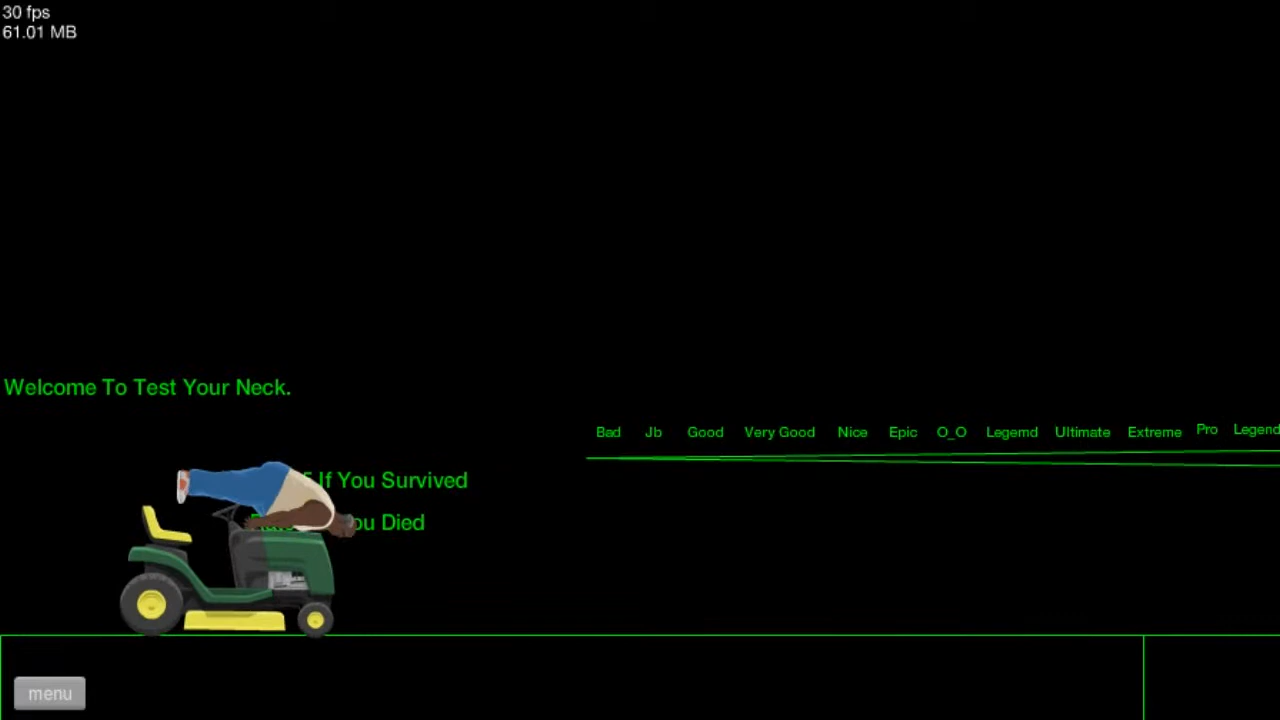 30 fps
61.01 MB
Welcome To Test Your Neck.
Bad Jb Good Very Good Nice Epic O_O Legemd Ultimate Extreme Pro Legend
If You Survived
ou Died
menu